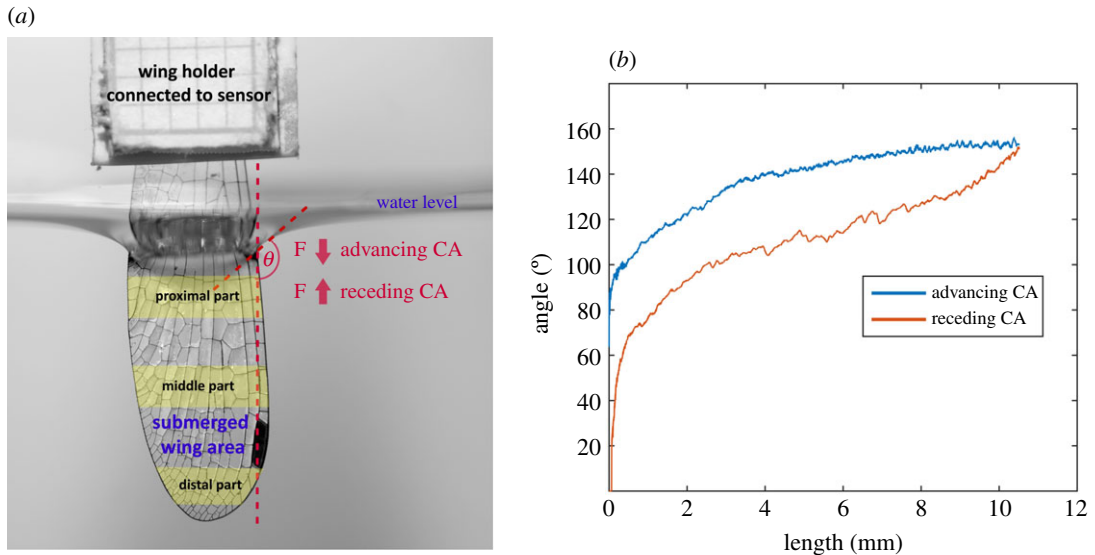 (a)
wing holder
connected to sensor
water level
F advancing CA
θ
F receding CA
proximal part
middle part
submerged
wing area
distal part
(b)
angle (º)
160
140
120
100
80
60
40
20
advancing CA
receding CA
0 2 4 6 8 10 12
length (mm)